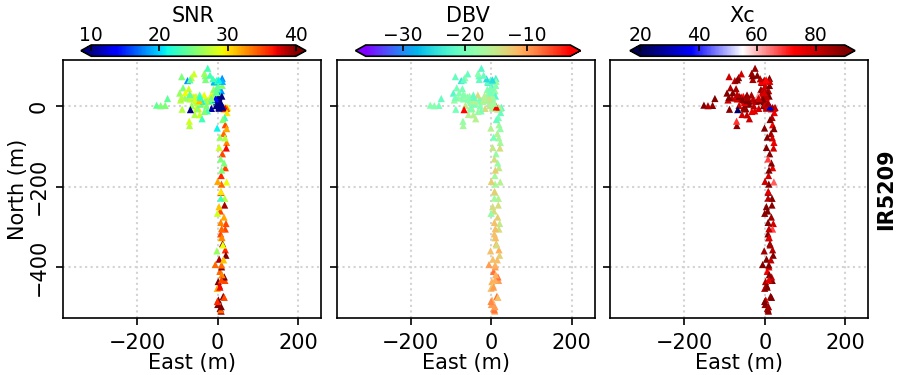 SNR DBV Xc
10 20 30 40 −30 −20 −10 20 40 60 80
0
−200
−400
North (m)
IR5209
−200 0 200 −200 0 200 −200 0 200
East (m) East (m) East (m)